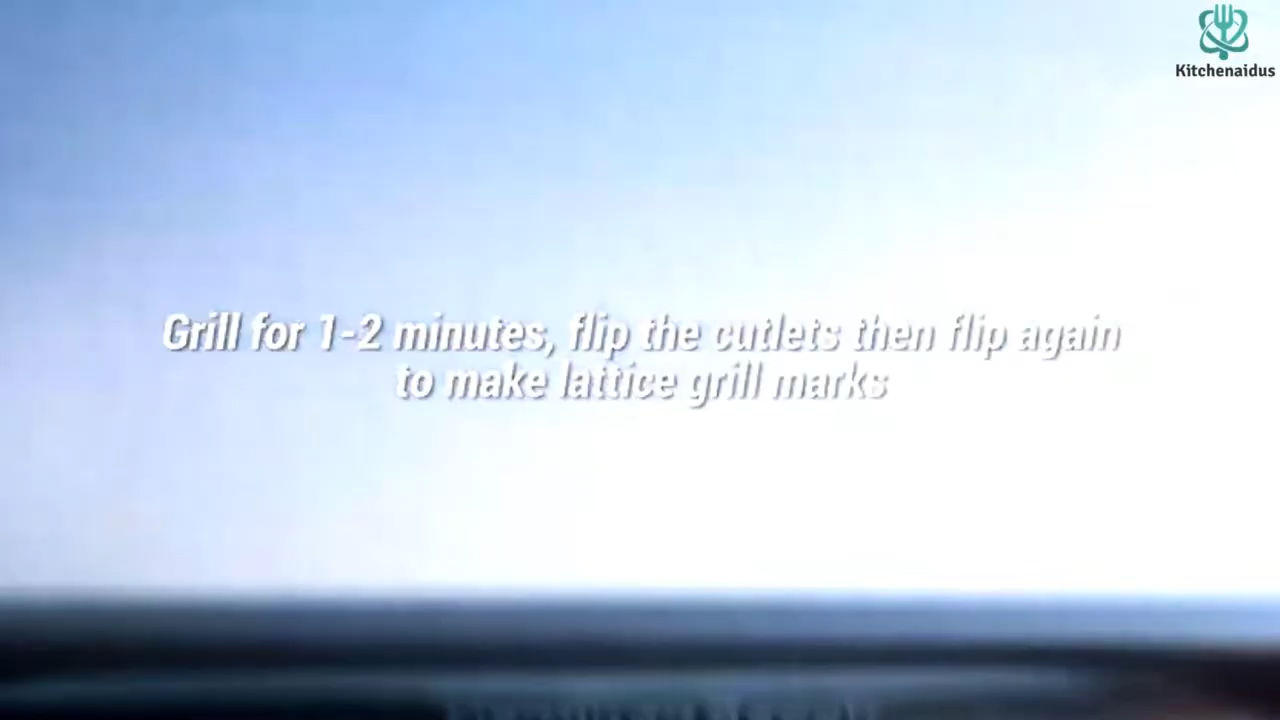 Kitchenaidus
Grill for 1-2 minutes, flip the cutlets then flip again
to make lattice grill marks